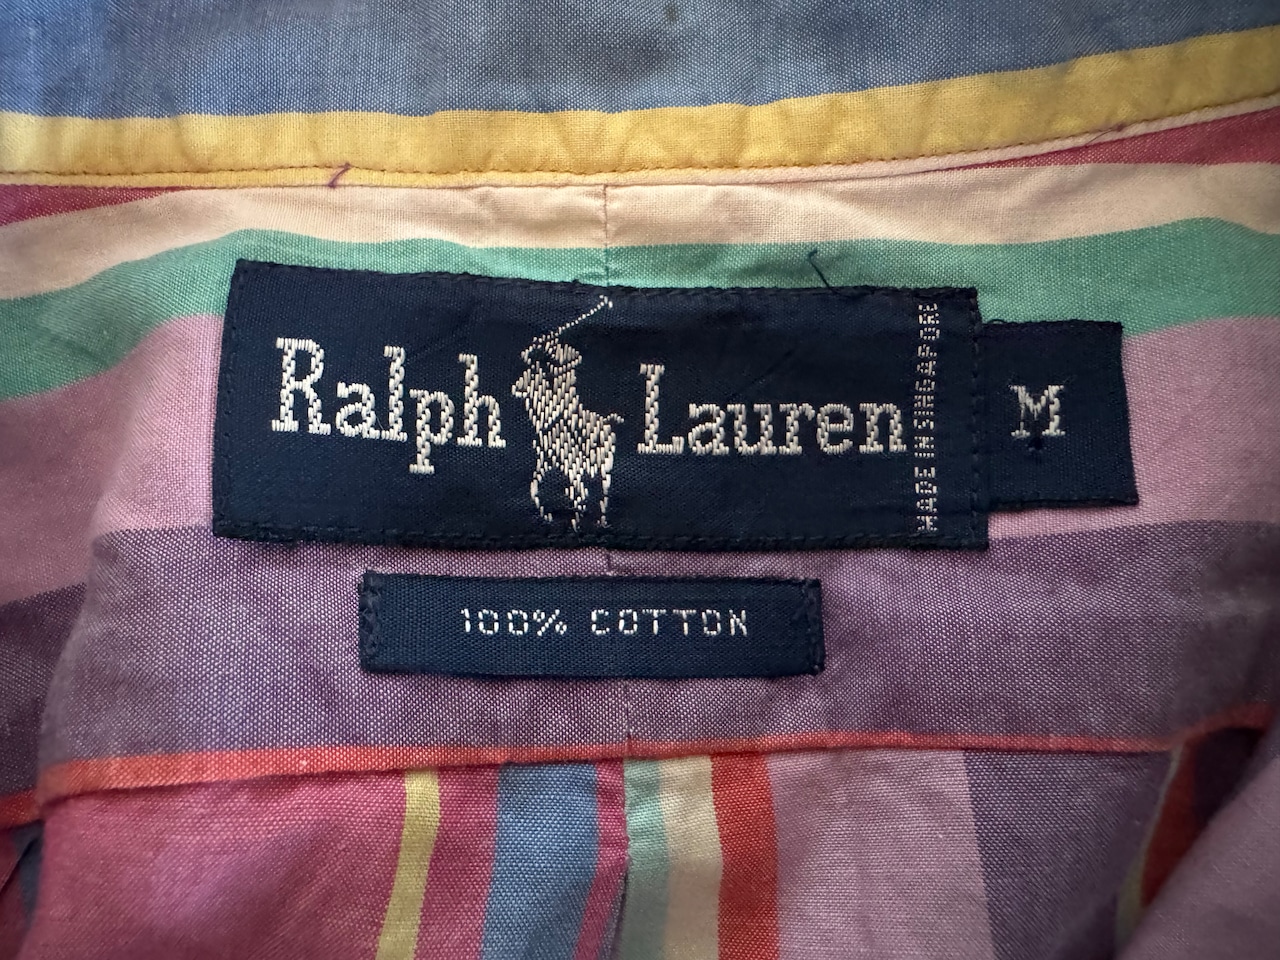 Ralph Lauren
MADE IN SINGAPORE
M
100% COTTON